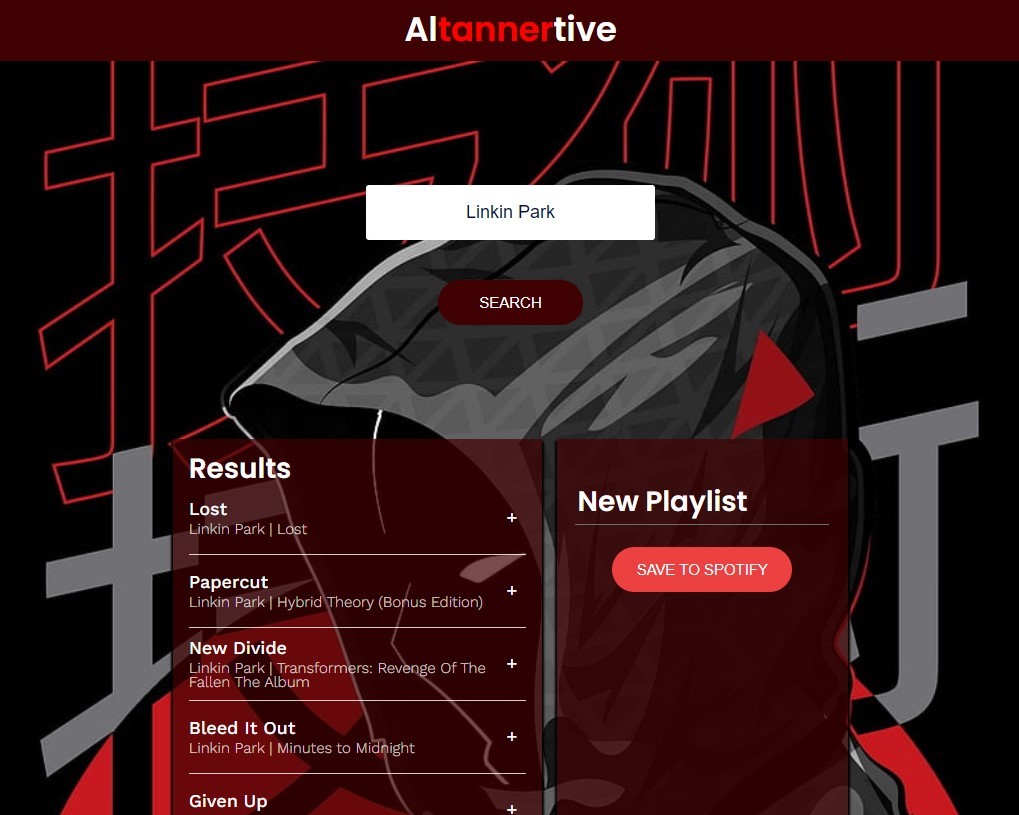 Altannertive
Linkin Park
SEARCH
Results
Lost
Linkin Park | Lost
+
Papercut
Linkin Park | Hybrid Theory (Bonus Edition)
+
New Divide
Linkin Park | Transformers: Revenge Of The
Fallen The Album
+
Bleed It Out
Linkin Park | Minutes to Midnight
+
Given Up
+
New Playlist
SAVE TO SPOTIFY